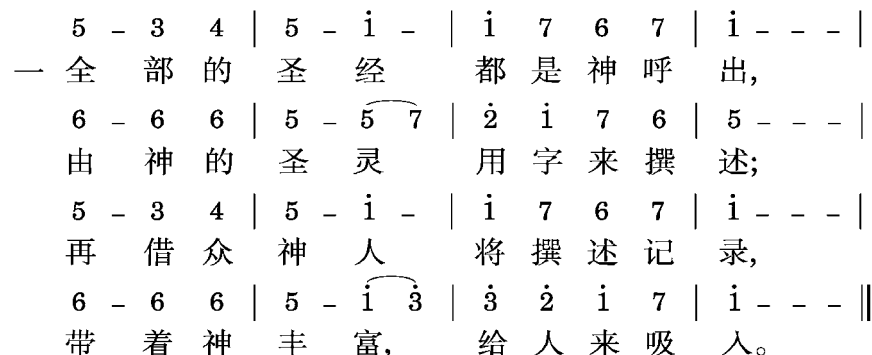 5 - 3 4 | 5 - i̇ - | i̇ 7 6 7 | i̇ - - - |
一 全 部 的 圣 经 都 是 神 呼 出,
6 - 6 6 | 5 - 5 7 | 2̇ i̇ 7 6 | 5 - - - |
由 神 的 圣 灵 用 字 来 撰 述;
5 - 3 4 | 5 - i̇ - | i̇ 7 6 7 | i̇ - - - |
再 借 众 神 人 将 撰 述 记 录,
6 - 6 6 | 5 - i̇ 3̇ | 3̇ 2̇ i̇ 7 | i̇ - - - ‖
带 着 神 丰 富, 给 人 来 吸 入。